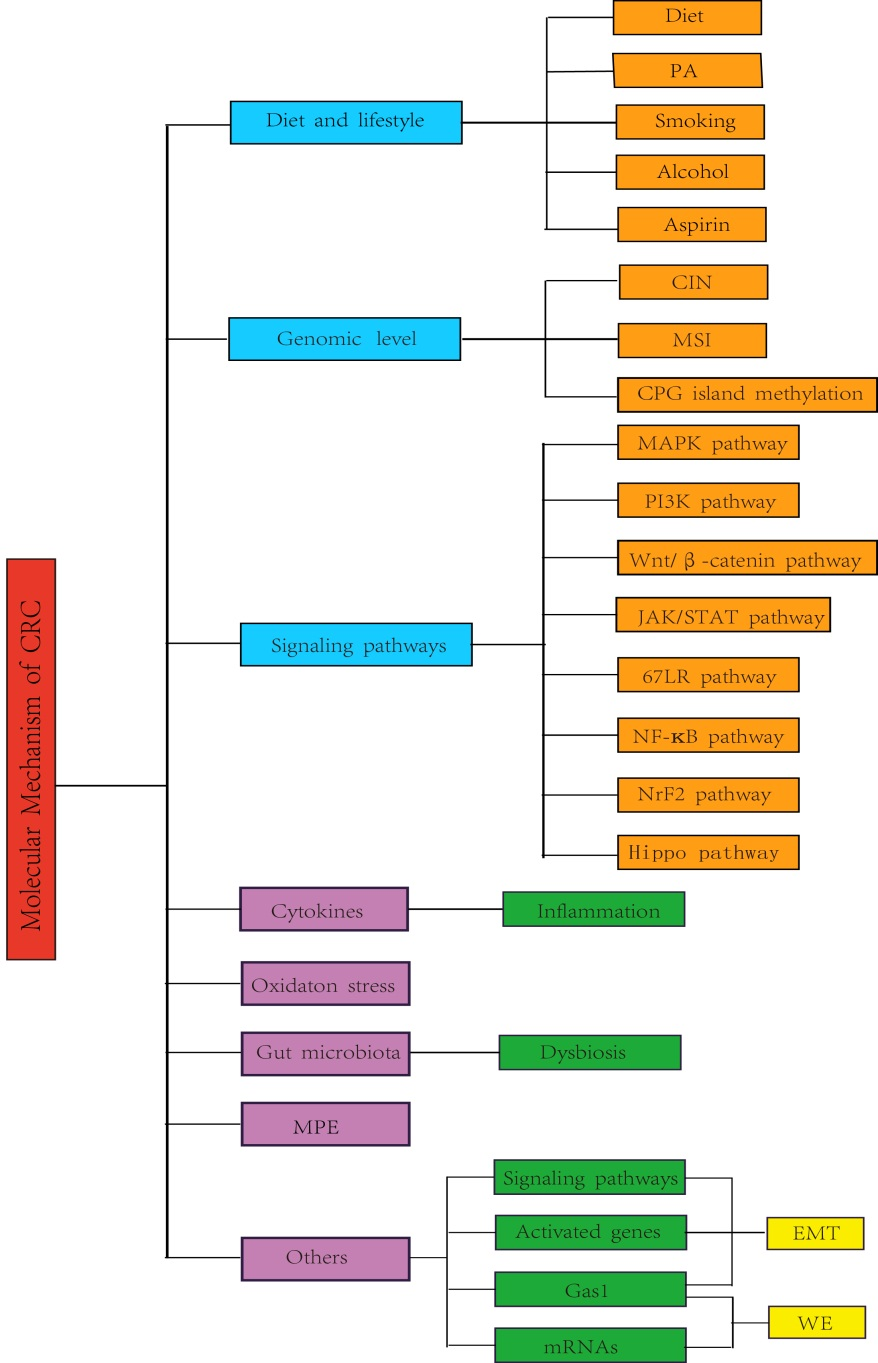 Molecular Mechanism of CRC
Diet and lifestyle
Diet
PA
Smoking
Alcohol
Aspirin
Genomic level
CIN
MSI
CPG island methylation
Signaling pathways
MAPK pathway
PI3K pathway
Wnt/ β -catenin pathway
JAK/STAT pathway
67LR pathway
NF-κB pathway
NrF2 pathway
Hippo pathway
Cytokines
Inflammation
Oxidaton stress
Gut microbiota
Dysbiosis
MPE
Others
Signaling pathways
Activated genes
Gas1
mRNAs
EMT
WE